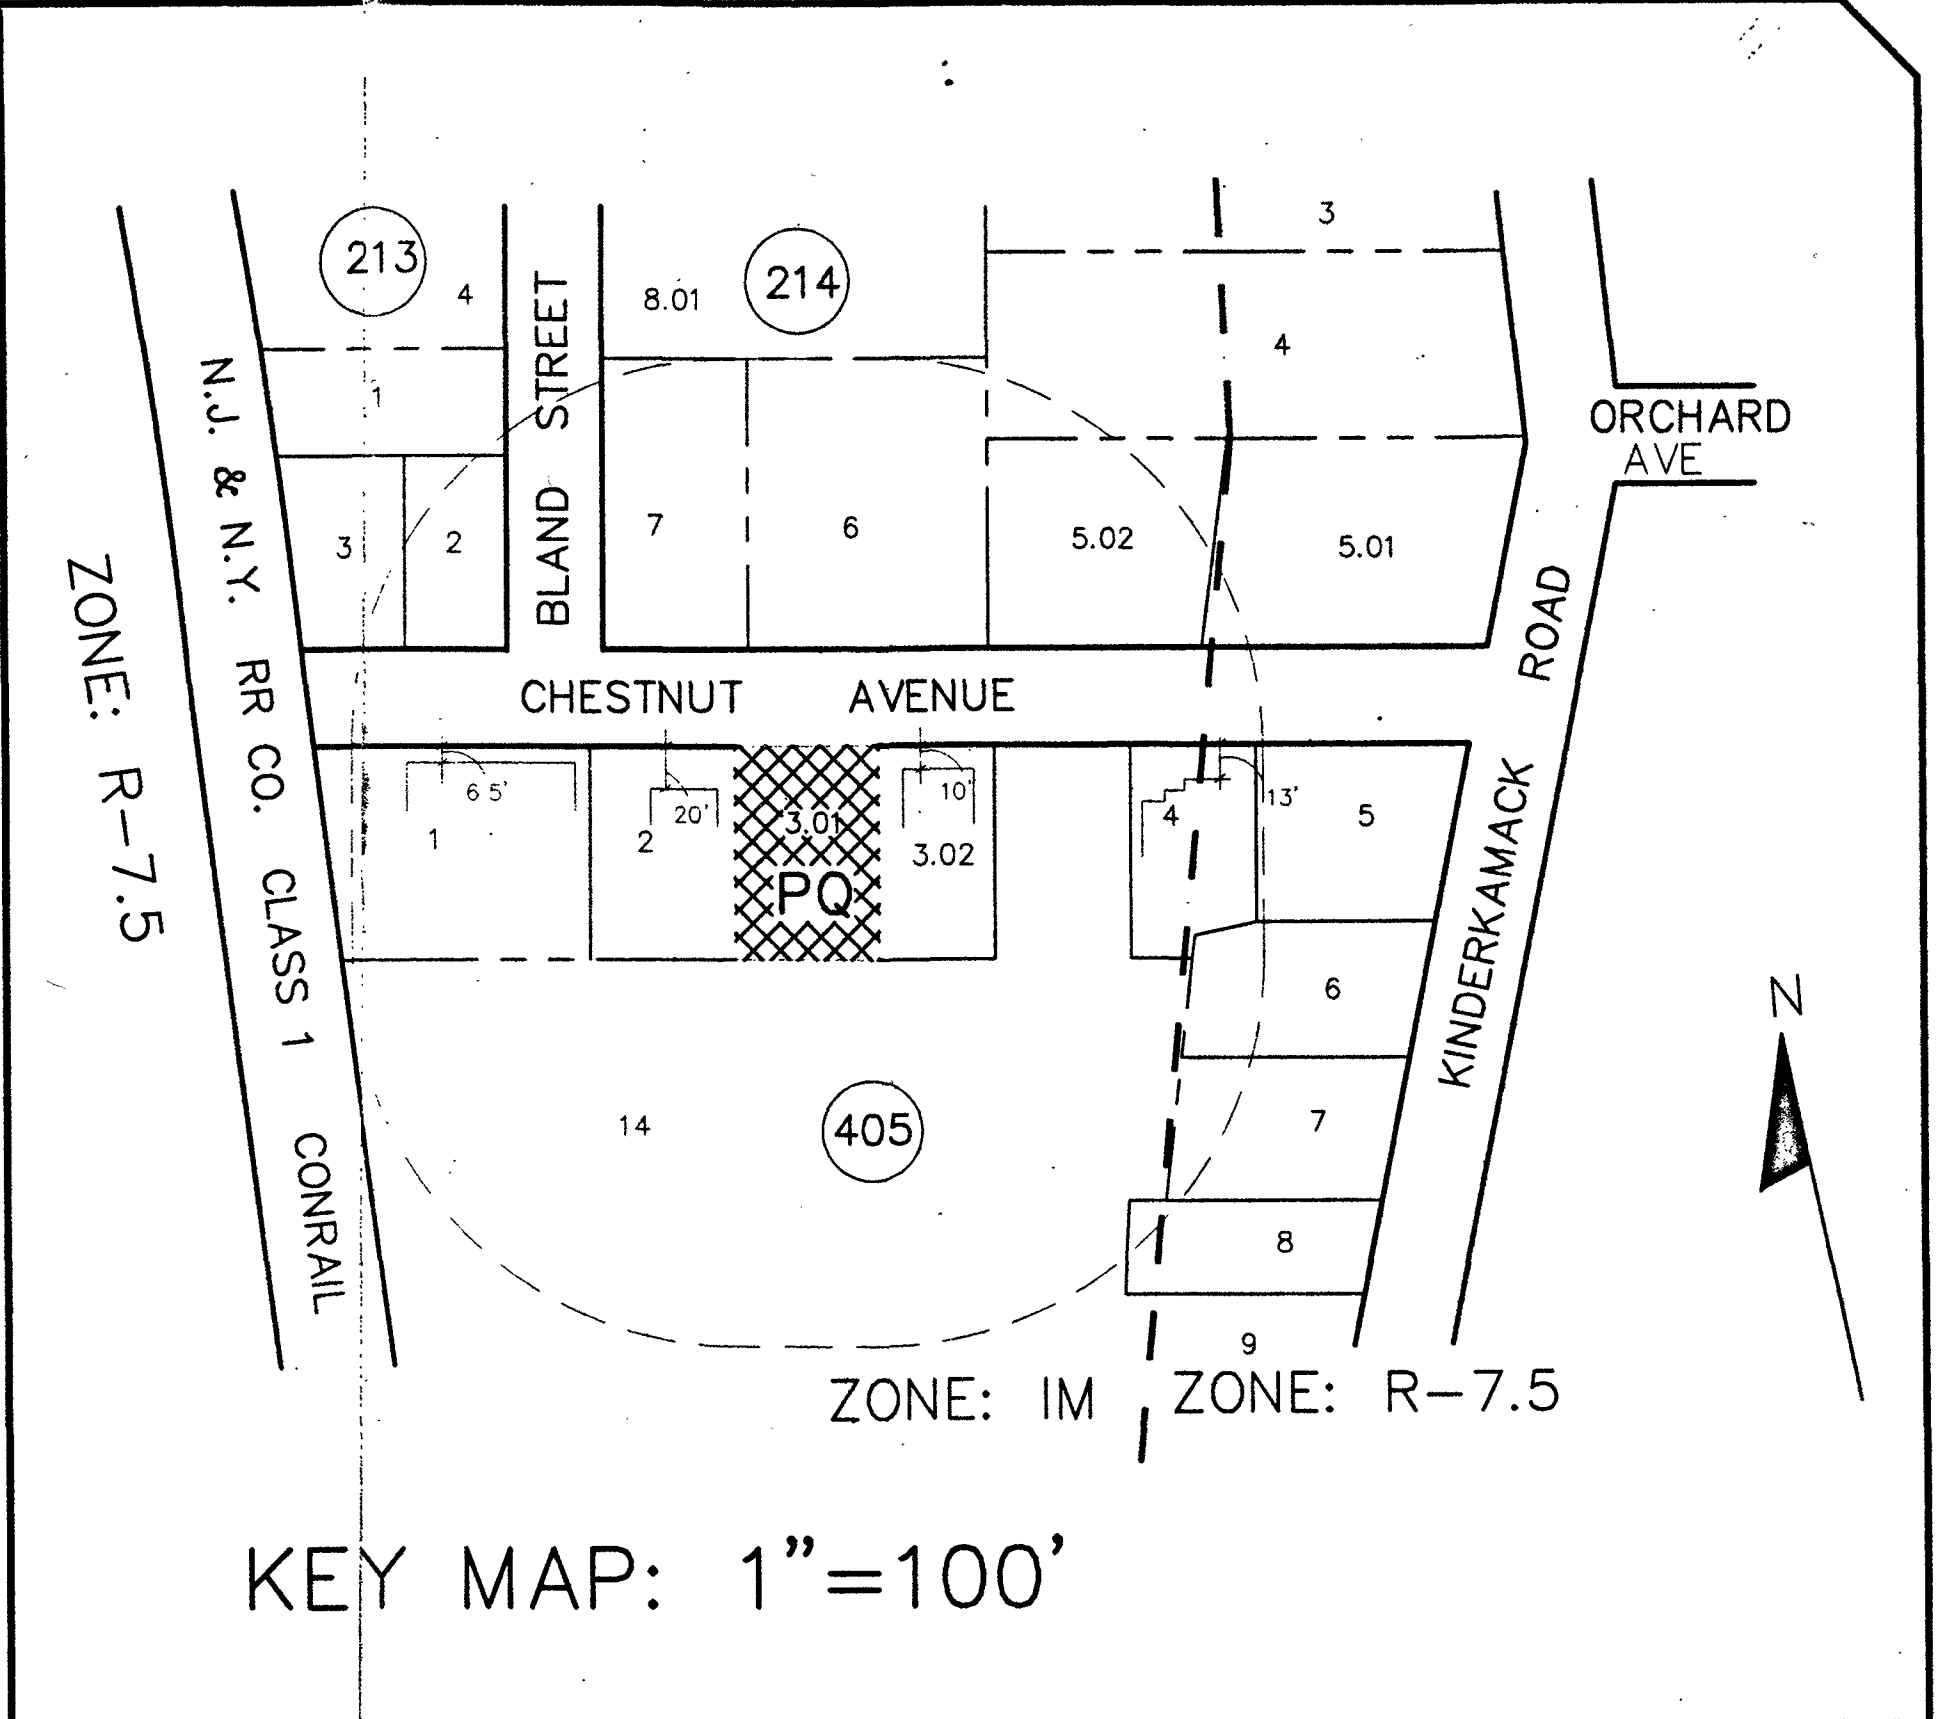 213
4
1
3
2
BLAND STREET
8.01
214
7
6
3
4
5.02
5.01
ORCHARD
AVE
N.J. & N.Y. RR CO. CLASS 1 CONRAIL
ZONE: R-7.5
CHESTNUT AVENUE
KINDERKAMACK ROAD
6 5'
1
20'
2
3.01
PQ
10'
3.02
4
13'
5
6
7
8
9
14
405
N
ZONE: IM
ZONE: R-7.5
KEY MAP: 1"=100'